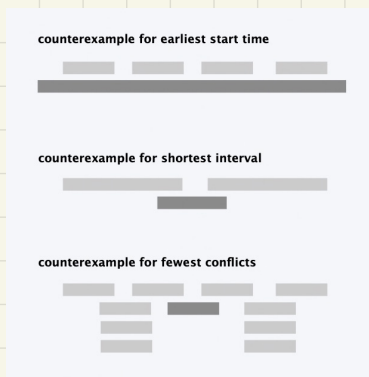 counterexample for earliest start time
counterexample for shortest interval
counterexample for fewest conflicts